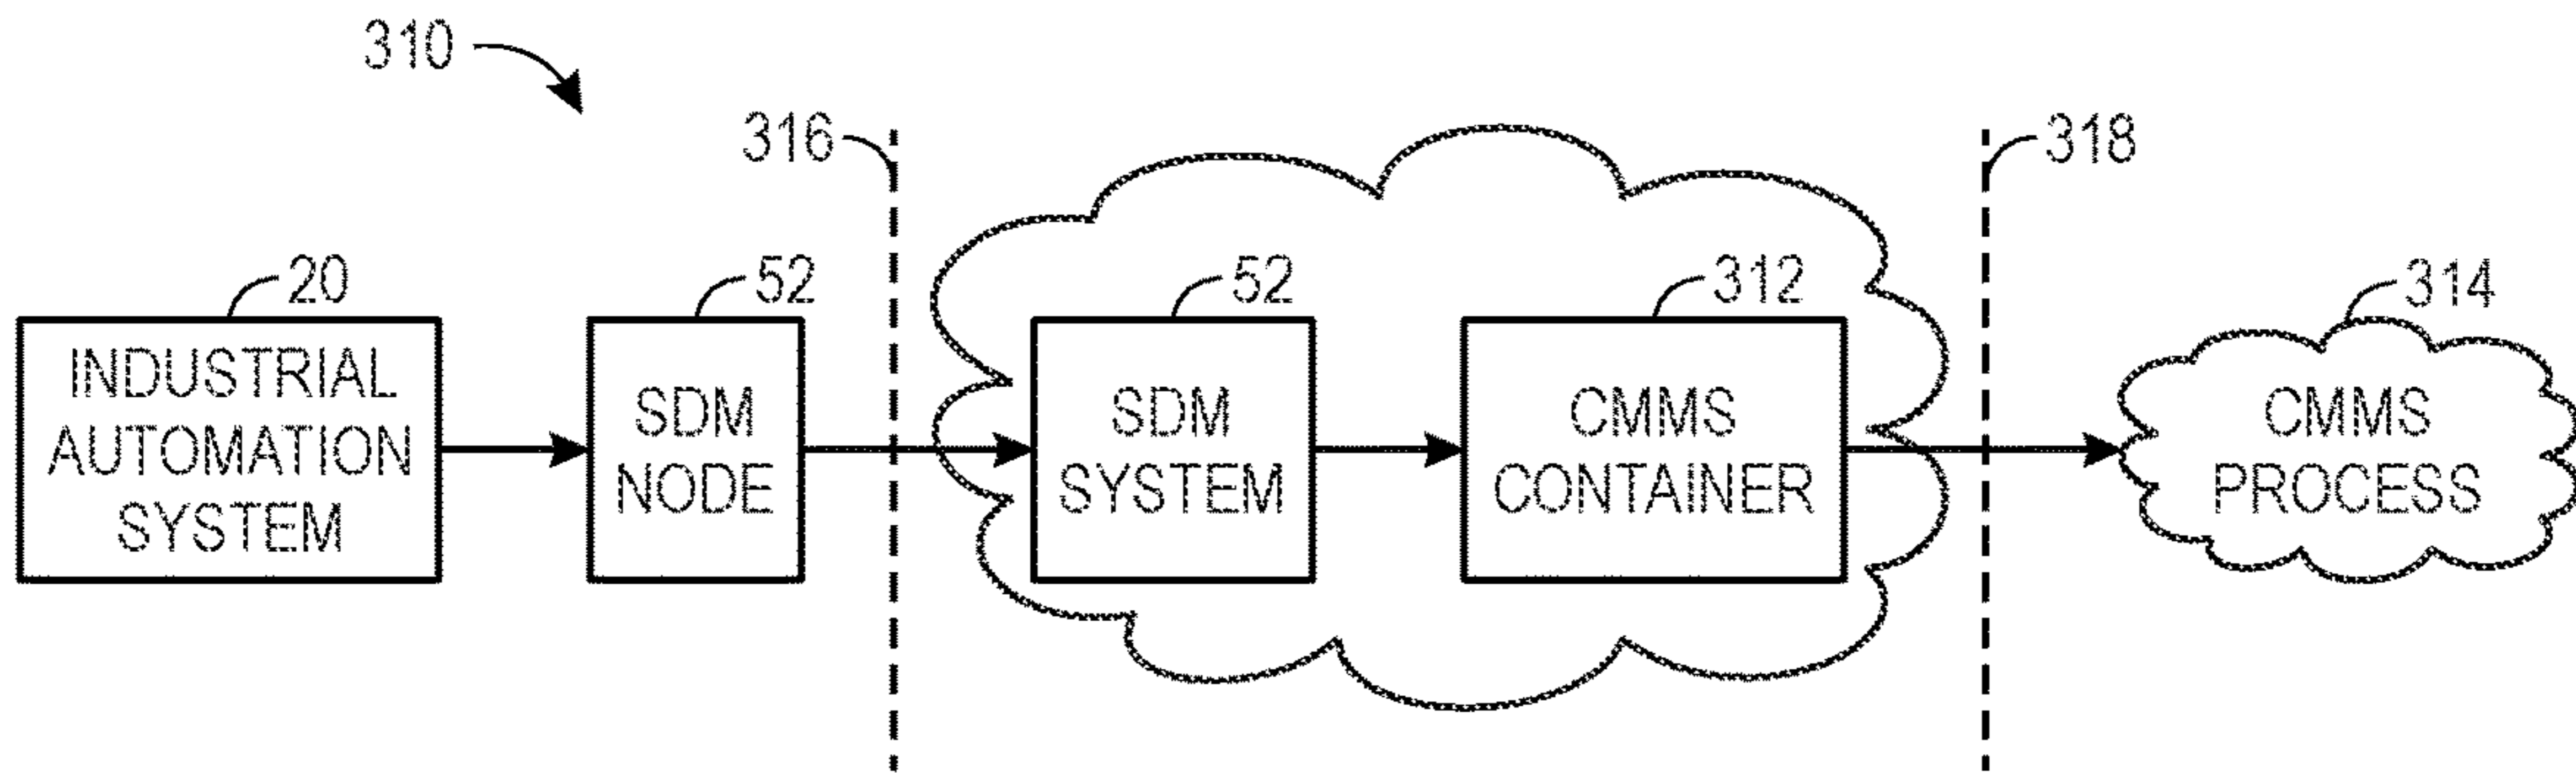 310
316
318
20
52
52
312
314
INDUSTRIAL
AUTOMATION
SYSTEM
SDM
NODE
SDM
SYSTEM
CMMS
CONTAINER
CMMS
PROCESS